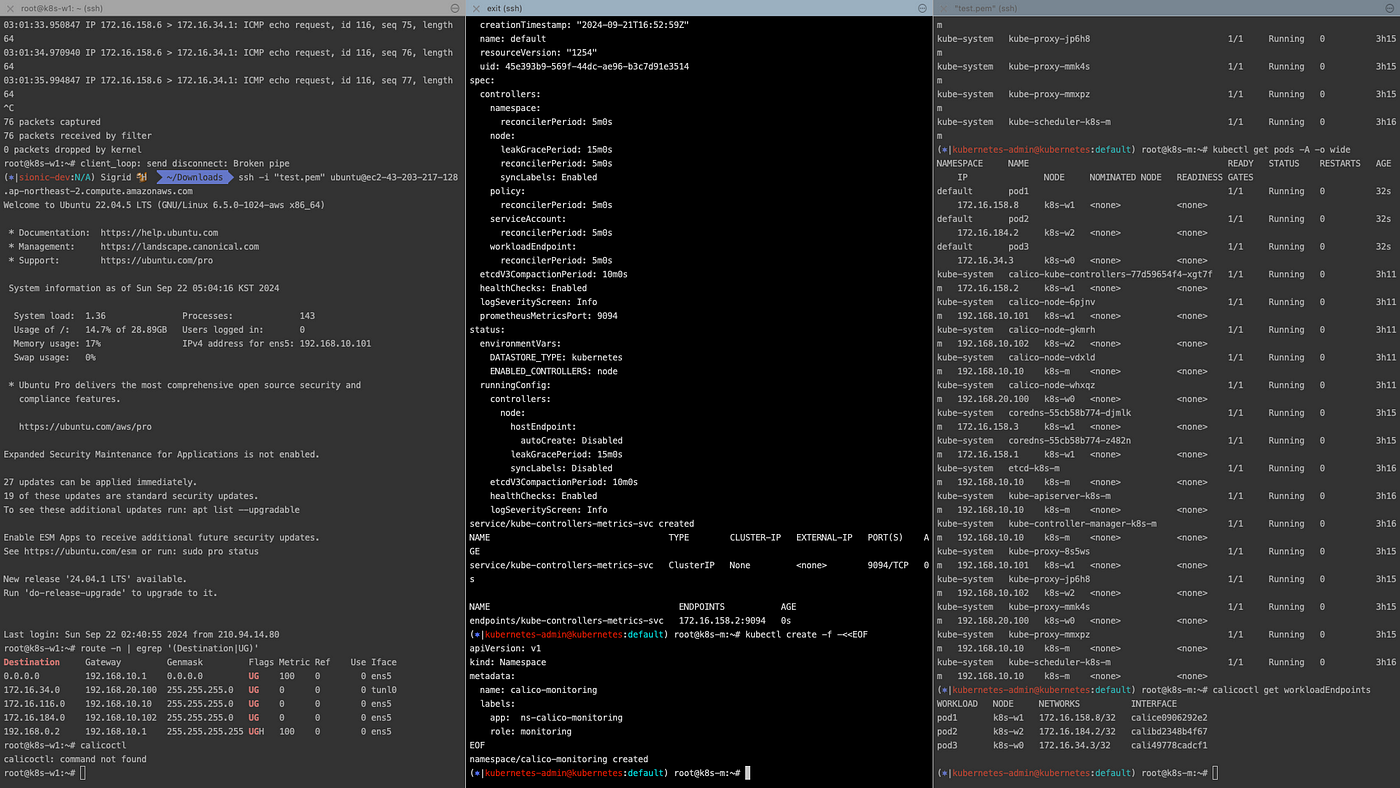 root@k8s-w1: ~ (ssh)
03:01:33.950847 IP 172.16.158.6 > 172.16.34.1: ICMP echo request, id 116, seq 75, length
64
03:01:34.970940 IP 172.16.158.6 > 172.16.34.1: ICMP echo request, id 116, seq 76, length
64
03:01:35.994847 IP 172.16.158.6 > 172.16.34.1: ICMP echo request, id 116, seq 77, length
64
^C
76 packets captured
76 packets received by filter
0 packets dropped by kernel
root@k8s-w1:~# client_loop: send disconnect: Broken pipe
(*|sionic-dev:N/A) Sigrid ~/Downloads ssh -i "test.pem" ubuntu@ec2-43-203-217-128
.ap-northeast-2.compute.amazonaws.com
Welcome to Ubuntu 22.04.5 LTS (GNU/Linux 6.5.0-1024-aws x86_64)
* Documentation:  https://help.ubuntu.com
* Management:     https://landscape.canonical.com
* Support:        https://ubuntu.com/pro
System information as of Sun Sep 22 05:04:16 KST 2024
System load:  1.36               Processes:             143
Usage of /:   14.7% of 28.89GB   Users logged in:       0
Memory usage: 17%                IPv4 address for ens5: 192.168.10.101
Swap usage:   0%
* Ubuntu Pro delivers the most comprehensive open source security and
compliance features.
https://ubuntu.com/aws/pro
Expanded Security Maintenance for Applications is not enabled.
27 updates can be applied immediately.
19 of these updates are standard security updates.
To see these additional updates run: apt list --upgradable
Enable ESM Apps to receive additional future security updates.
See https://ubuntu.com/esm or run: sudo pro status
New release '24.04.1 LTS' available.
Run 'do-release-upgrade' to upgrade to it.
Last login: Sun Sep 22 02:40:55 2024 from 210.94.14.80
root@k8s-w1:~# route -n | egrep '(Destination|UG)'
Destination     Gateway         Genmask         Flags Metric Ref    Use Iface
0.0.0.0         192.168.10.1    0.0.0.0         UG    100    0        0 ens5
172.16.34.0     192.168.20.100  255.255.255.0   UG    0      0        0 tunl0
172.16.116.0    192.168.10.10   255.255.255.0   UG    0      0        0 ens5
172.16.184.0    192.168.10.102  255.255.255.0   UG    0      0        0 ens5
192.168.0.2     192.168.10.1    255.255.255.255 UGH   100    0        0 ens5
root@k8s-w1:~# calicoctl
calicoctl: command not found
root@k8s-w1:~#
exit (ssh)
creationTimestamp: "2024-09-21T16:52:59Z"
name: default
resourceVersion: "1254"
uid: 45e393b9-569f-44dc-ae96-b3c7d91e3514
spec:
controllers:
namespace:
reconcilerPeriod: 5m0s
node:
leakGracePeriod: 15m0s
reconcilerPeriod: 5m0s
syncLabels: Enabled
policy:
reconcilerPeriod: 5m0s
serviceAccount:
reconcilerPeriod: 5m0s
workloadEndpoint:
reconcilerPeriod: 5m0s
etcdV3CompactionPeriod: 10m0s
healthChecks: Enabled
logSeverityScreen: Info
prometheusMetricsPort: 9094
status:
environmentVars:
DATASTORE_TYPE: kubernetes
ENABLED_CONTROLLERS: node
runningConfig:
controllers:
node:
hostEndpoint:
autoCreate: Disabled
leakGracePeriod: 15m0s
syncLabels: Disabled
etcdV3CompactionPeriod: 10m0s
healthChecks: Enabled
logSeverityScreen: Info
service/kube-controllers-metrics-svc created
NAME                                   TYPE        CLUSTER-IP   EXTERNAL-IP   PORT(S)    A
GE
service/kube-controllers-metrics-svc   ClusterIP   None         <none>        9094/TCP   0
s
NAME                                     ENDPOINTS           AGE
endpoints/kube-controllers-metrics-svc   172.16.158.2:9094   0s
(*|kubernetes-admin@kubernetes:default) root@k8s-m:~# kubectl create -f -<<EOF
apiVersion: v1
kind: Namespace
metadata:
name: calico-monitoring
labels:
app:  ns-calico-monitoring
role: monitoring
EOF
namespace/calico-monitoring created
(*|kubernetes-admin@kubernetes:default) root@k8s-m:~#
"test.pem" (ssh)
m
kube-system   kube-proxy-jp6h8   1/1   Running   0   3h15
m
kube-system   kube-proxy-mmk4s   1/1   Running   0   3h15
m
kube-system   kube-proxy-mmxpz   1/1   Running   0   3h15
m
kube-system   kube-scheduler-k8s-m   1/1   Running   0   3h16
m
(*|kubernetes-admin@kubernetes:default) root@k8s-m:~# kubectl get pods -A -o wide
NAMESPACE     NAME   READY   STATUS    RESTARTS   AGE
IP               NODE     NOMINATED NODE   READINESS GATES
default       pod1   1/1   Running   0   32s
172.16.158.8     k8s-w1   <none>           <none>
default       pod2   1/1   Running   0   32s
172.16.184.2     k8s-w2   <none>           <none>
default       pod3   1/1   Running   0   32s
172.16.34.3      k8s-w0   <none>           <none>
kube-system   calico-kube-controllers-77d59654f4-xgt7f   1/1   Running   0   3h11
m   172.16.158.2     k8s-w1   <none>           <none>
kube-system   calico-node-6pjnv   1/1   Running   0   3h11
m   192.168.10.101   k8s-w1   <none>           <none>
kube-system   calico-node-gkmrh   1/1   Running   0   3h11
m   192.168.10.102   k8s-w2   <none>           <none>
kube-system   calico-node-vdxld   1/1   Running   0   3h11
m   192.168.10.10    k8s-m    <none>           <none>
kube-system   calico-node-whxqz   1/1   Running   0   3h11
m   192.168.20.100   k8s-w0   <none>           <none>
kube-system   coredns-55cb58b774-djmlk   1/1   Running   0   3h15
m   172.16.158.3     k8s-w1   <none>           <none>
kube-system   coredns-55cb58b774-z482n   1/1   Running   0   3h15
m   172.16.158.1     k8s-w1   <none>           <none>
kube-system   etcd-k8s-m   1/1   Running   0   3h16
m   192.168.10.10    k8s-m    <none>           <none>
kube-system   kube-apiserver-k8s-m   1/1   Running   0   3h16
m   192.168.10.10    k8s-m    <none>           <none>
kube-system   kube-controller-manager-k8s-m   1/1   Running   0   3h16
m   192.168.10.10    k8s-m    <none>           <none>
kube-system   kube-proxy-8s5ws   1/1   Running   0   3h15
m   192.168.10.101   k8s-w1   <none>           <none>
kube-system   kube-proxy-jp6h8   1/1   Running   0   3h15
m   192.168.10.102   k8s-w2   <none>           <none>
kube-system   kube-proxy-mmk4s   1/1   Running   0   3h15
m   192.168.20.100   k8s-w0   <none>           <none>
kube-system   kube-proxy-mmxpz   1/1   Running   0   3h15
m   192.168.10.10    k8s-m    <none>           <none>
kube-system   kube-scheduler-k8s-m   1/1   Running   0   3h16
m   192.168.10.10    k8s-m    <none>           <none>
(*|kubernetes-admin@kubernetes:default) root@k8s-m:~# calicoctl get workloadEndpoints
WORKLOAD   NODE     NETWORKS          INTERFACE
pod1       k8s-w1   172.16.158.8/32   calice0906292e2
pod2       k8s-w2   172.16.184.2/32   calibd2348b4f67
pod3       k8s-w0   172.16.34.3/32    cali49778cadcf1
(*|kubernetes-admin@kubernetes:default) root@k8s-m:~#